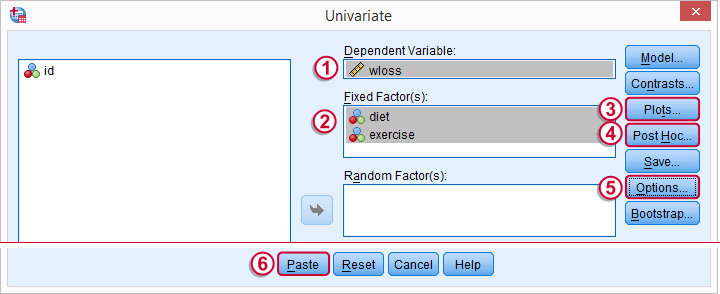 Univariate
id
Dependent Variable:
1
wloss
Fixed Factor(s):
2
diet
exercise
Random Factor(s):
Model...
Contrasts...
3 Plots...
4 Post Hoc...
Save...
5 Options...
Bootstrap...
6 Paste Reset Cancel Help